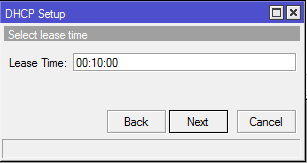 DHCP Setup
Select lease time
Lease Time: 00:10:00
Back Next Cancel